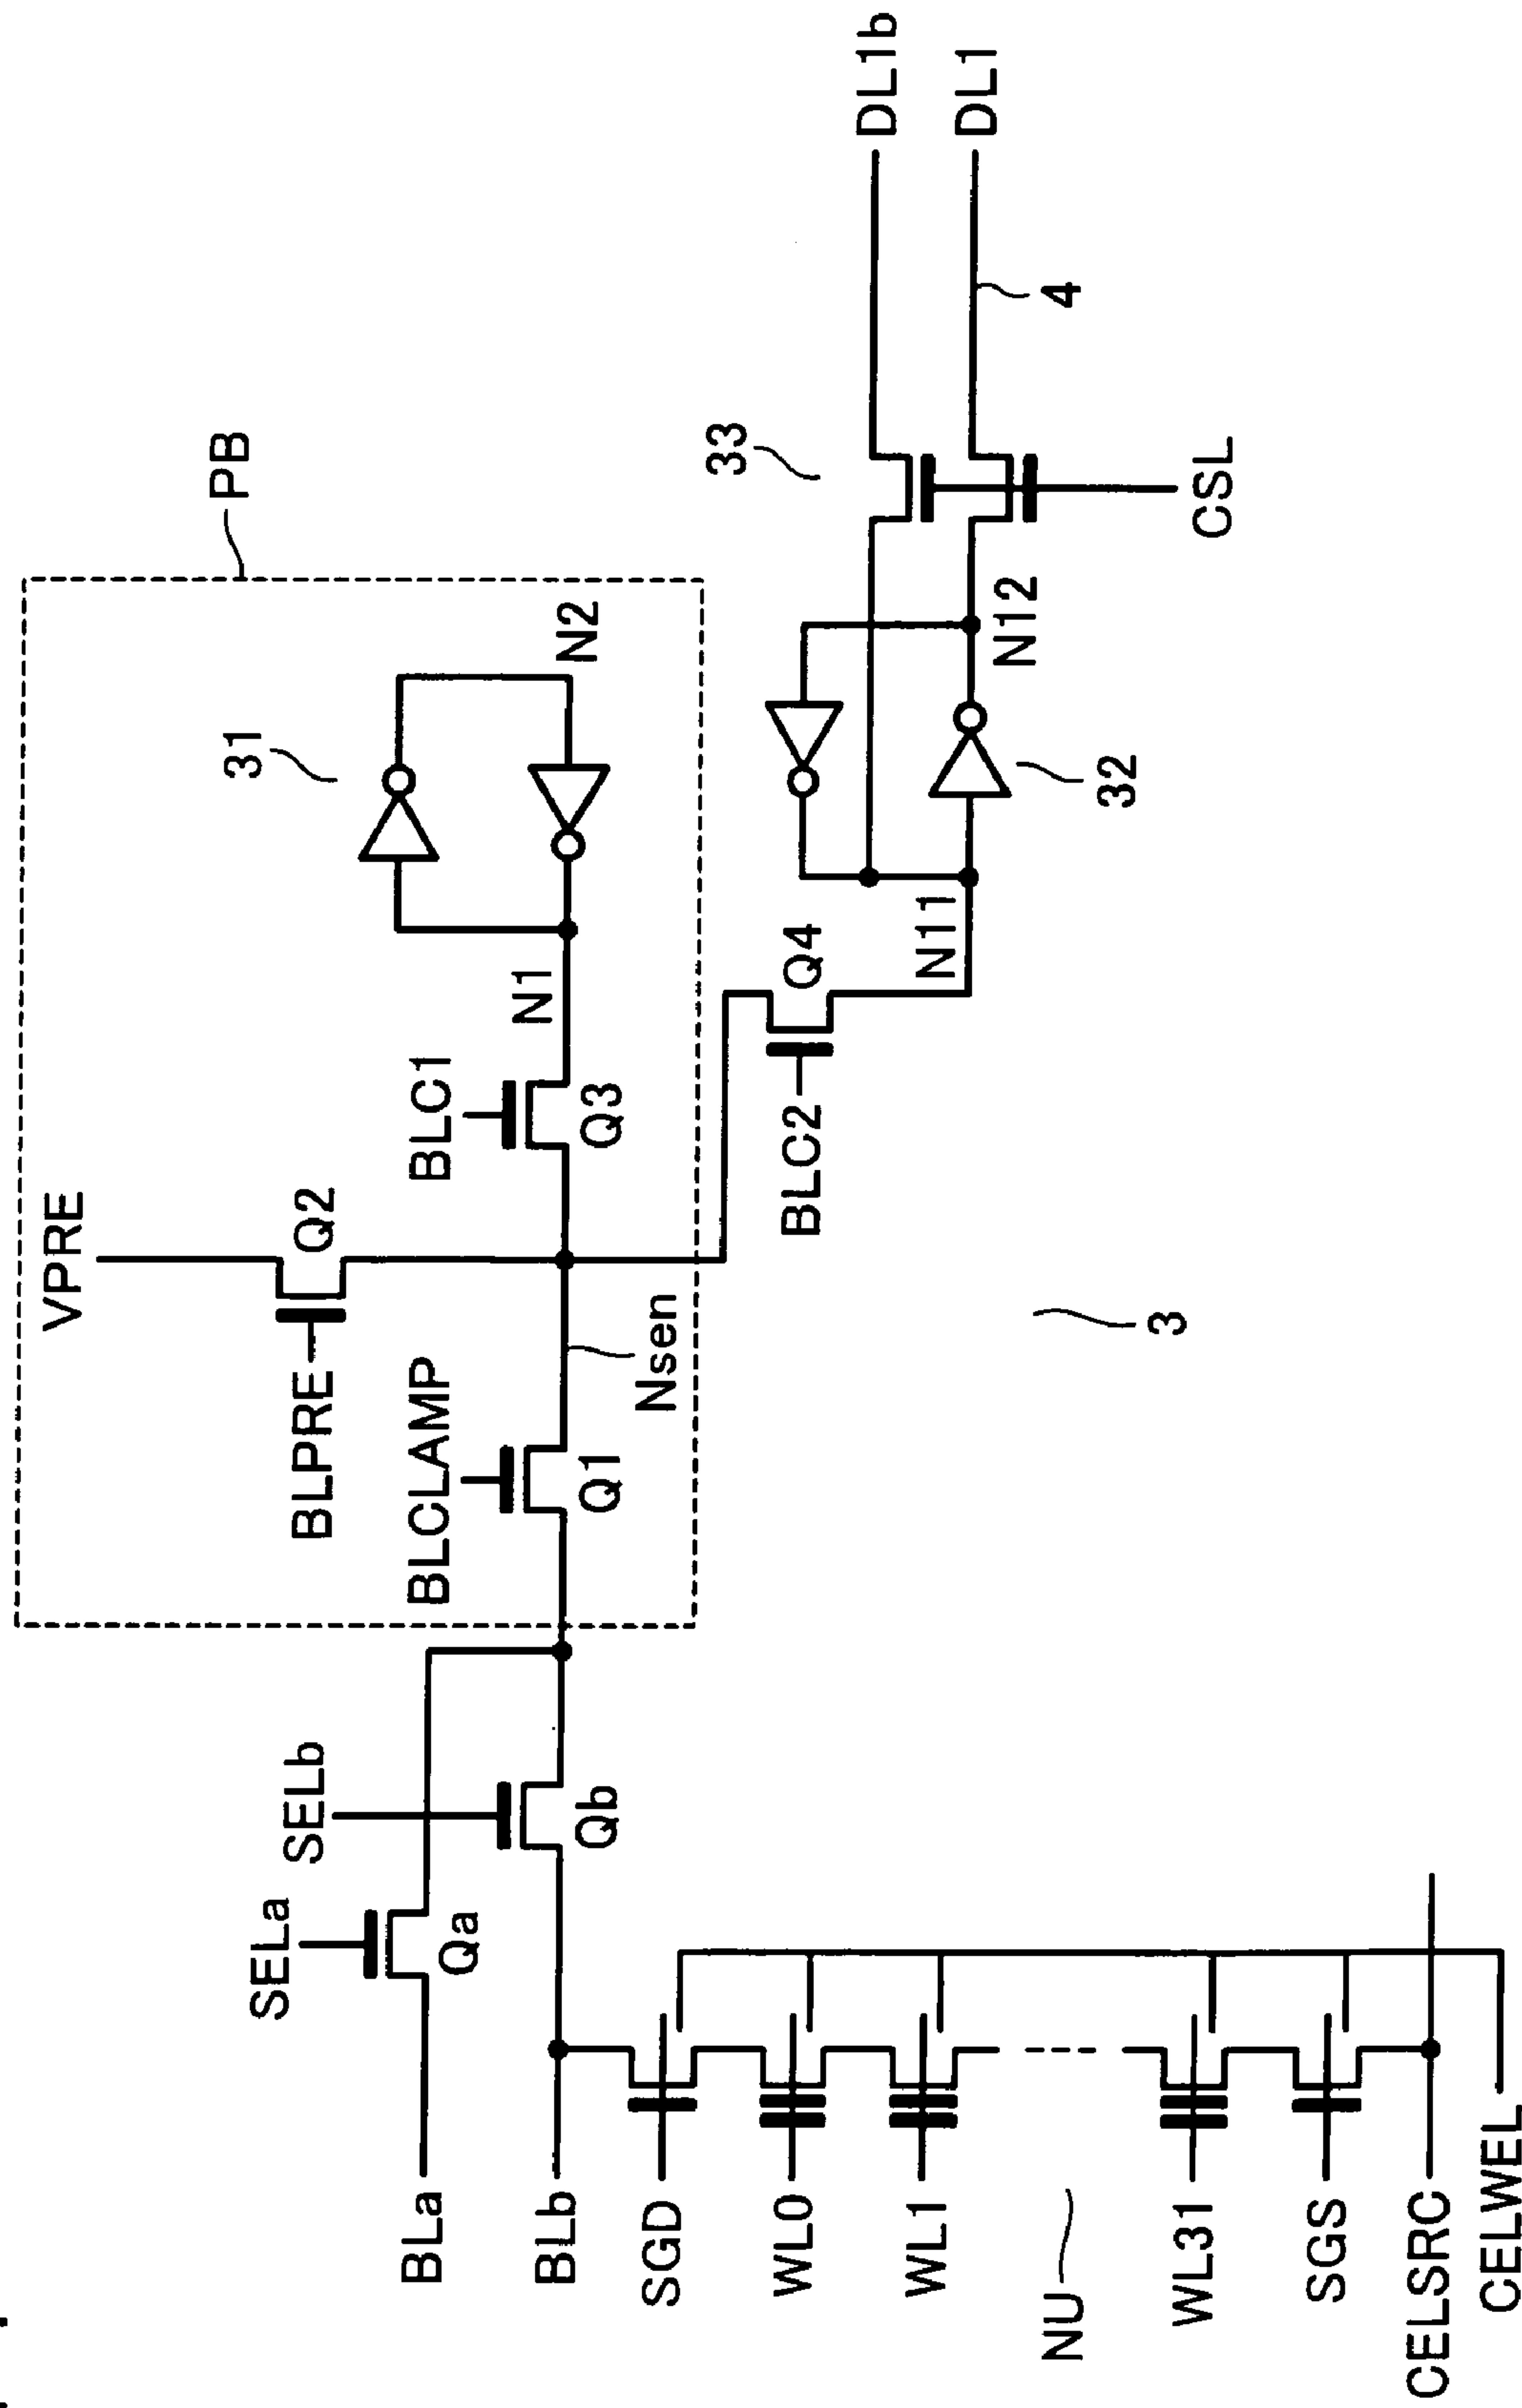 PB
VPRE
31
N2
BLC1
Q2
N1
Q3
BLPRE
BLCLAMP
Nsen
Q1
33
DL1b
DL1
4
Q4
N11
N12
32
CSL
BLC2
3
SELb
SELa
Qb
Qa
BLa
BLb
SGD
WL0
WL1
NU
WL31
SGS
CELSRC
CELWEL